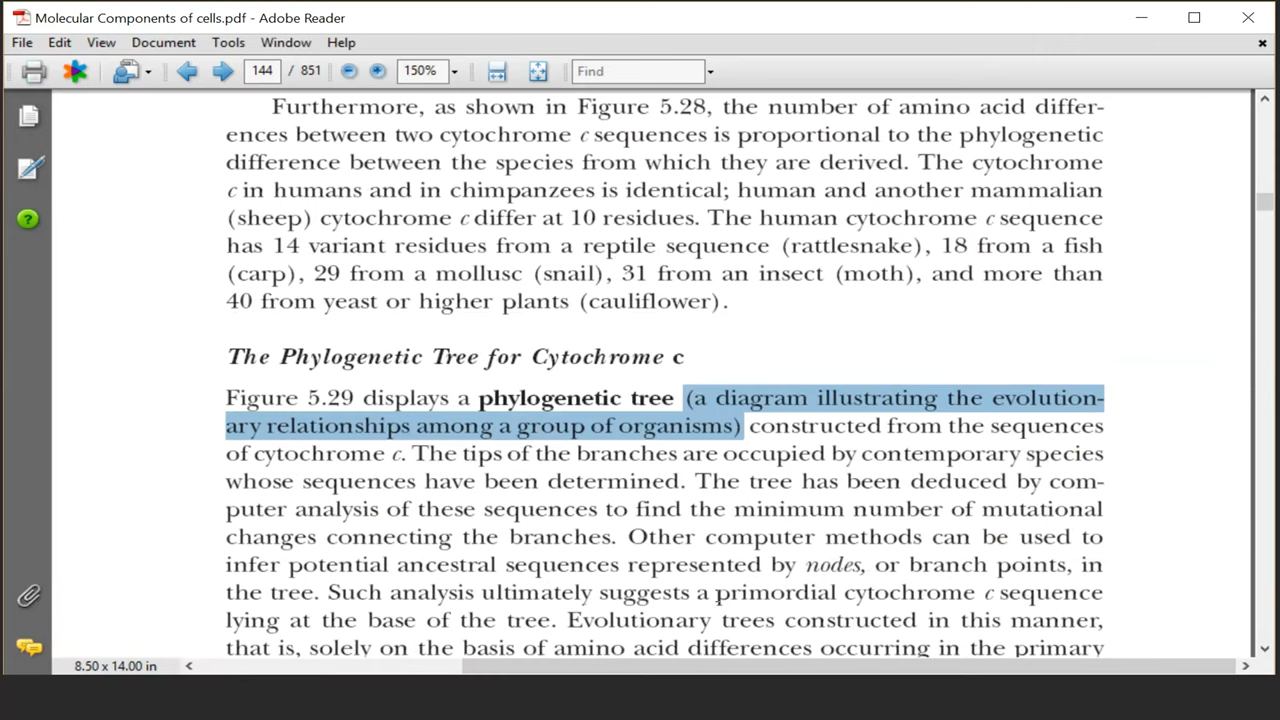 Molecular Components of cells.pdf - Adobe Reader
File Edit View Document Tools Window Help
144 / 851 150% Find
Furthermore, as shown in Figure 5.28, the number of amino acid differ-
ences between two cytochrome c sequences is proportional to the phylogenetic
difference between the species from which they are derived. The cytochrome
c in humans and in chimpanzees is identical; human and another mammalian
(sheep) cytochrome c differ at 10 residues. The human cytochrome c sequence
has 14 variant residues from a reptile sequence (rattlesnake), 18 from a fish
(carp), 29 from a mollusc (snail), 31 from an insect (moth), and more than
40 from yeast or higher plants (cauliflower).
The Phylogenetic Tree for Cytochrome c
Figure 5.29 displays a phylogenetic tree (a diagram illustrating the evolution-
ary relationships among a group of organisms) constructed from the sequences
of cytochrome c. The tips of the branches are occupied by contemporary species
whose sequences have been determined. The tree has been deduced by com-
puter analysis of these sequences to find the minimum number of mutational
changes connecting the branches. Other computer methods can be used to
infer potential ancestral sequences represented by nodes, or branch points, in
the tree. Such analysis ultimately suggests a primordial cytochrome c sequence
lying at the base of the tree. Evolutionary trees constructed in this manner,
that is, solely on the basis of amino acid differences occurring in the primary
8.50 x 14.00 in